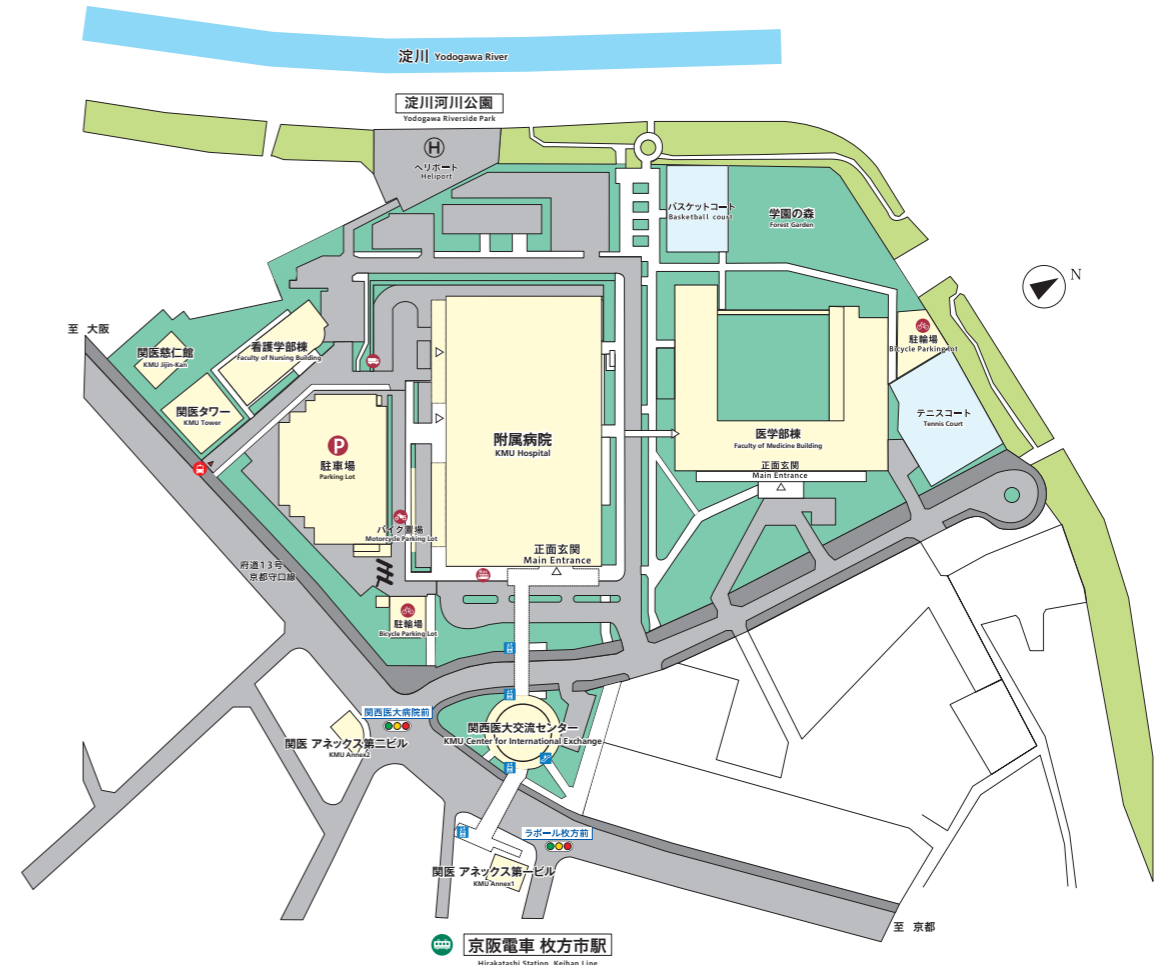 淀川 Yodogawa River
淀川河川公園
Yodogawa Riverside Park
H
ヘリポート
Heliport
バスケットコート
Basketball court
学園の森
Forest Garden
N
至 大阪
関医慈仁館
KMU Jijin-Kan
看護学部棟
Faculty of Nursing Building
駐輪場
Bicycle Parking Lot
関医タワー
KMU Tower
テニスコート
Tennis Court
P
駐車場
Parking Lot
附属病院
KMU Hospital
医学部棟
Faculty of Medicine Building
正面玄関
Main Entrance
バイク置場
Motorcycle Parking Lot
正面玄関
Main Entrance
府道13号
京都守口線
駐輪場
Bicycle Parking Lot
関西医大病院前
関西医大交流センター
KMU Center for International Exchange
関医 アネックス第二ビル
KMU Annex2
ラポール枚方前
関医 アネックス第一ビル
KMU Annex1
至 京都
京阪電車 枚方市駅
Hirakatashi Station, Keihan Line